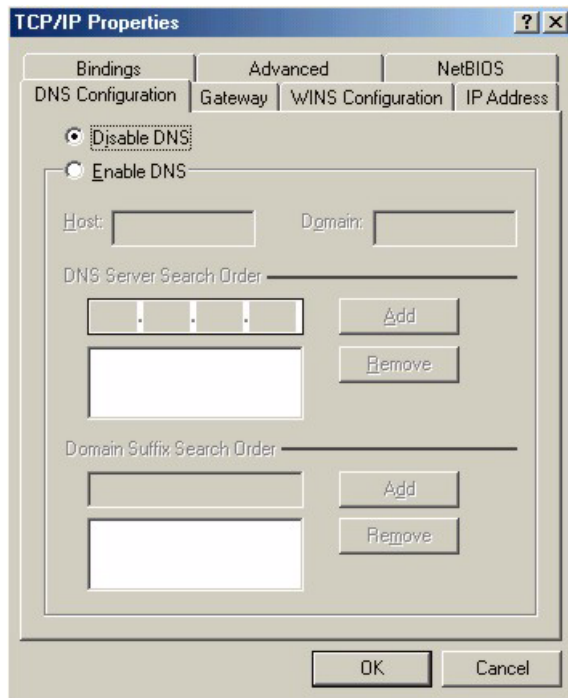 TCP/IP Properties
Bindings Advanced NetBIOS
DNS Configuration Gateway WINS Configuration IP Address
Disable DNS
Enable DNS
Host: Domain:
DNS Server Search Order
. . . Add
Remove
Domain Suffix Search Order
Add
Remove
OK Cancel